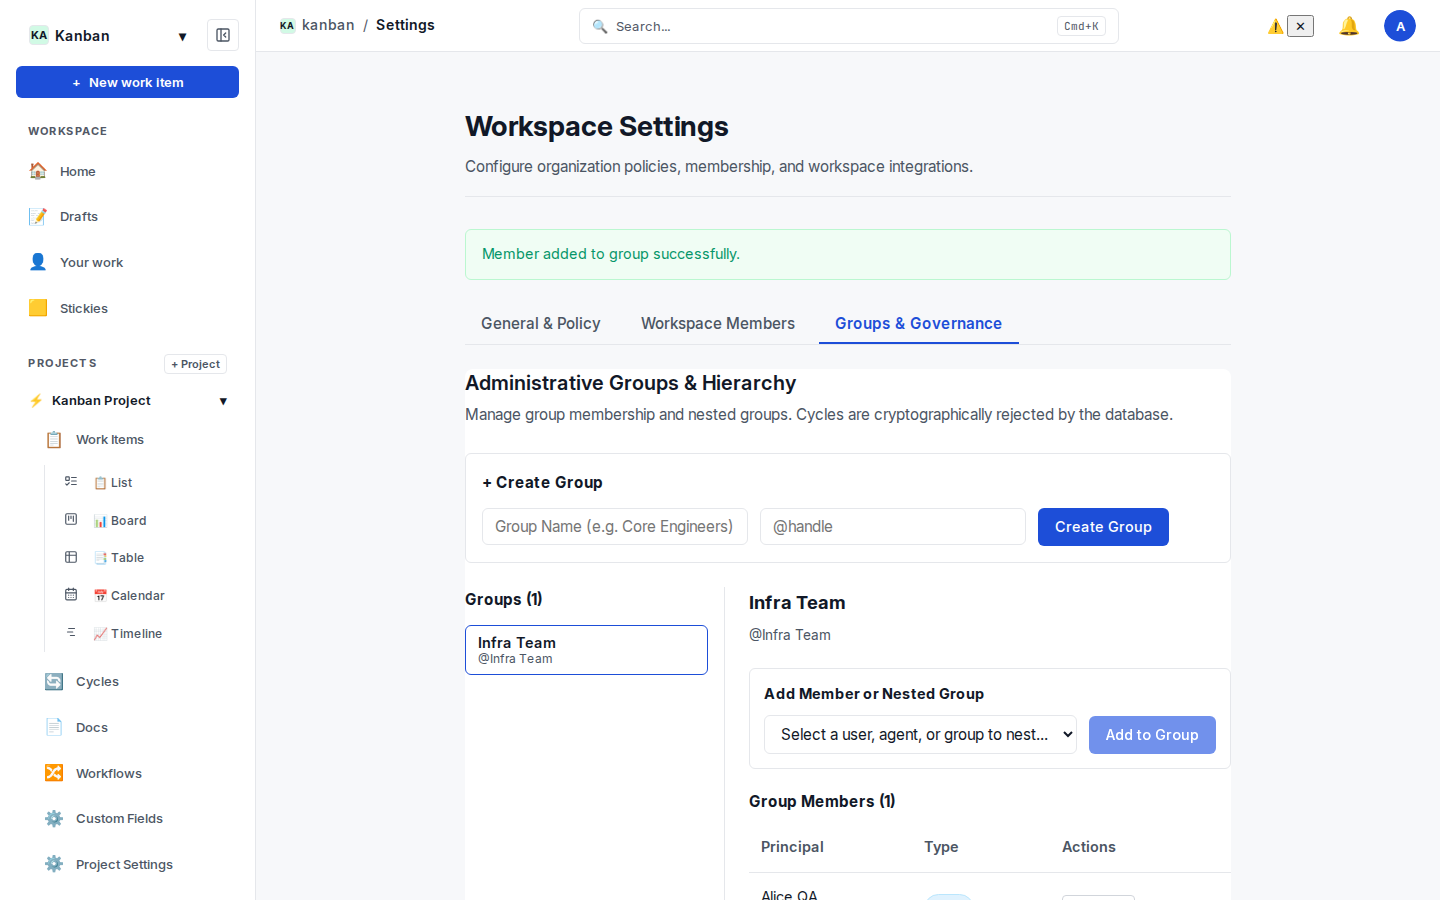 KA Kanban ▾
+ New work item
WORKSPACE
Home
Drafts
Your work
Stickies
PROJECTS
+ Project
Kanban Project ▾
Work Items
List
Board
Table
Calendar
Timeline
Cycles
Docs
Workflows
Custom Fields
Project Settings
KA kanban / Settings
Search...
Cmd+K
✕
A
Workspace Settings
Configure organization policies, membership, and workspace integrations.
Member added to group successfully.
General & Policy
Workspace Members
Groups & Governance
Administrative Groups & Hierarchy
Manage group membership and nested groups. Cycles are cryptographically rejected by the database.
+ Create Group
Group Name (e.g. Core Engineers)
@handle
Create Group
Groups (1)
Infra Team
@Infra Team
Infra Team
@Infra Team
Add Member or Nested Group
Select a user, agent, or group to nest...
Add to Group
Group Members (1)
Principal
Type
Actions
Alice QA